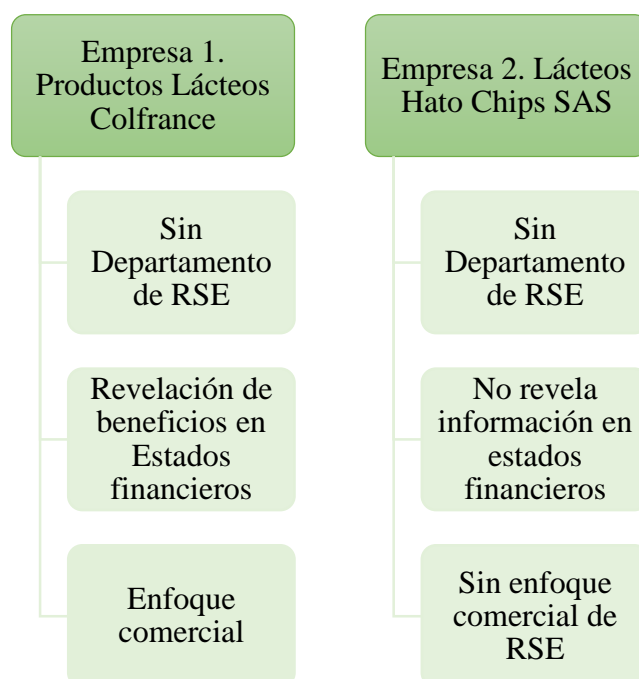 Empresa 1.
Productos Lácteos
Colfrance
Sin
Departamento
de RSE
Revelación de
beneficios en
Estados
financieros
Enfoque
comercial
Empresa 2. Lácteos
Hato Chips SAS
Sin
Departamento
de RSE
No revela
información en
estados
financieros
Sin enfoque
comercial de
RSE